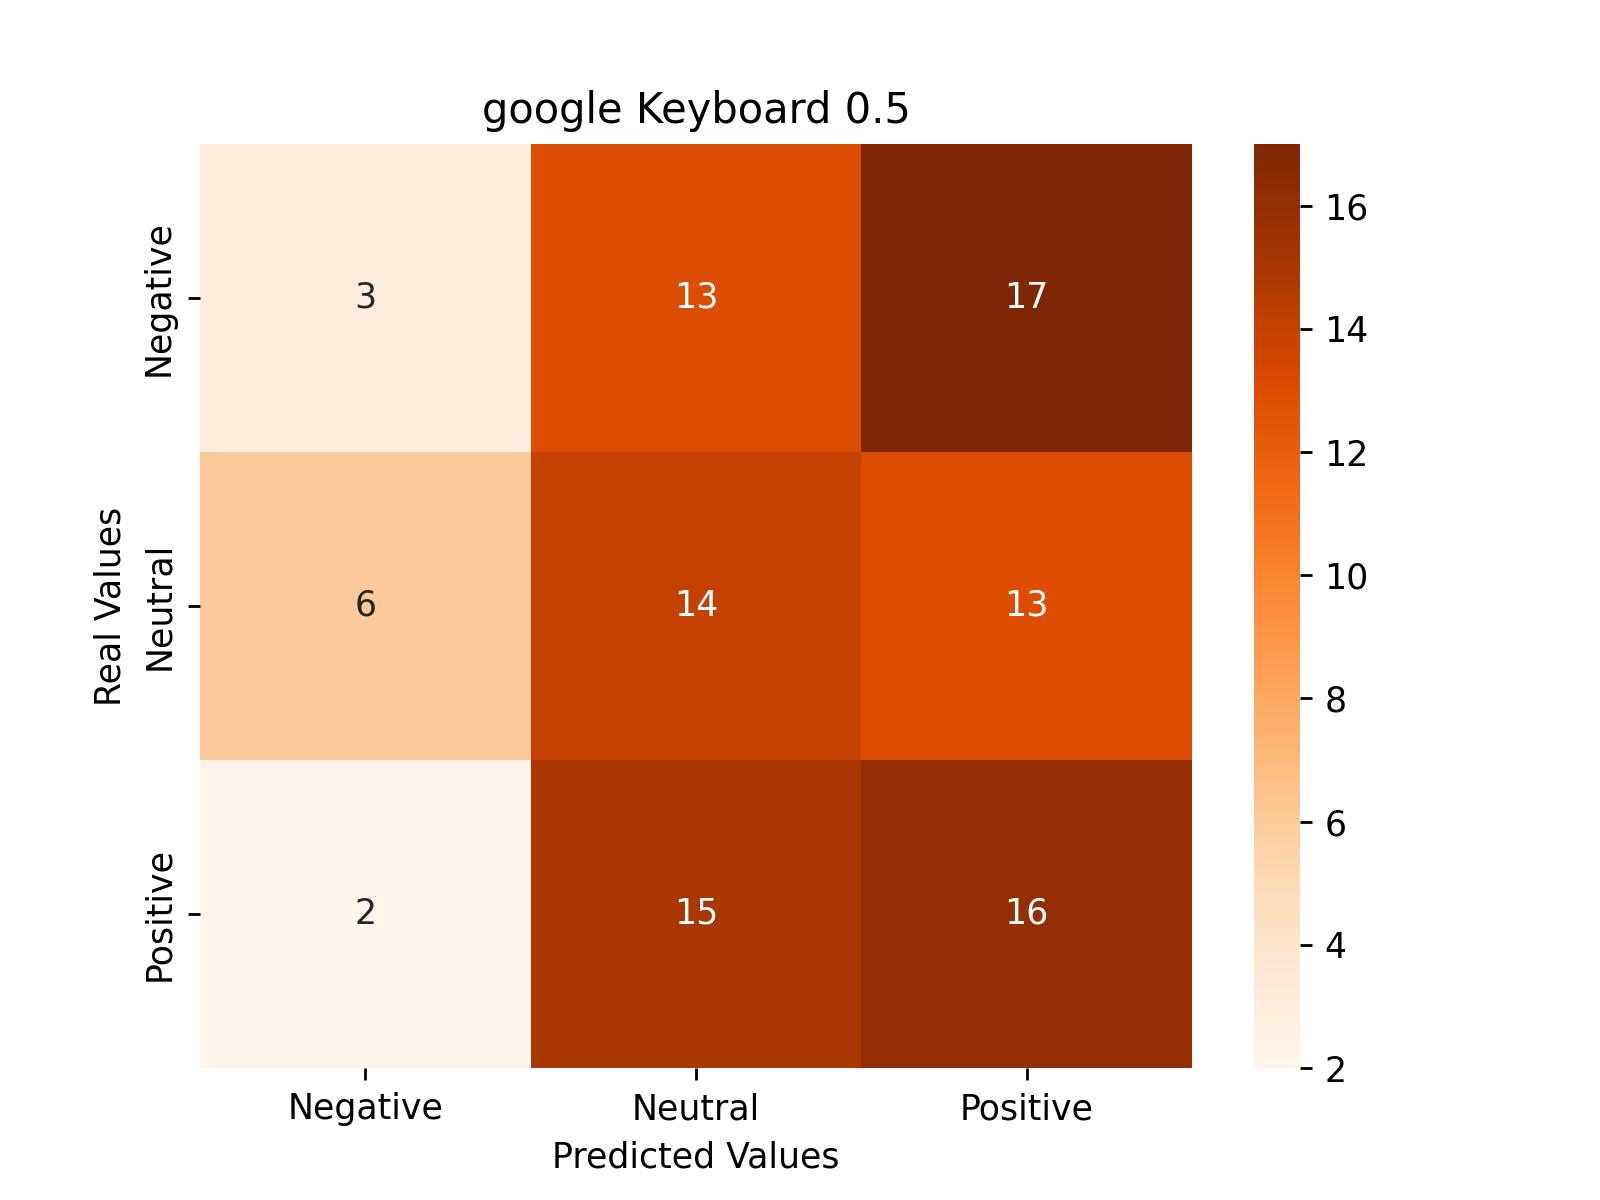 google Keyboard 0.5
Real Values
Negative
3 13 17
Neutral
6 14 13
Positive
2 15 16
Negative Neutral Positive
Predicted Values
16
14
12
10
8
6
4
2